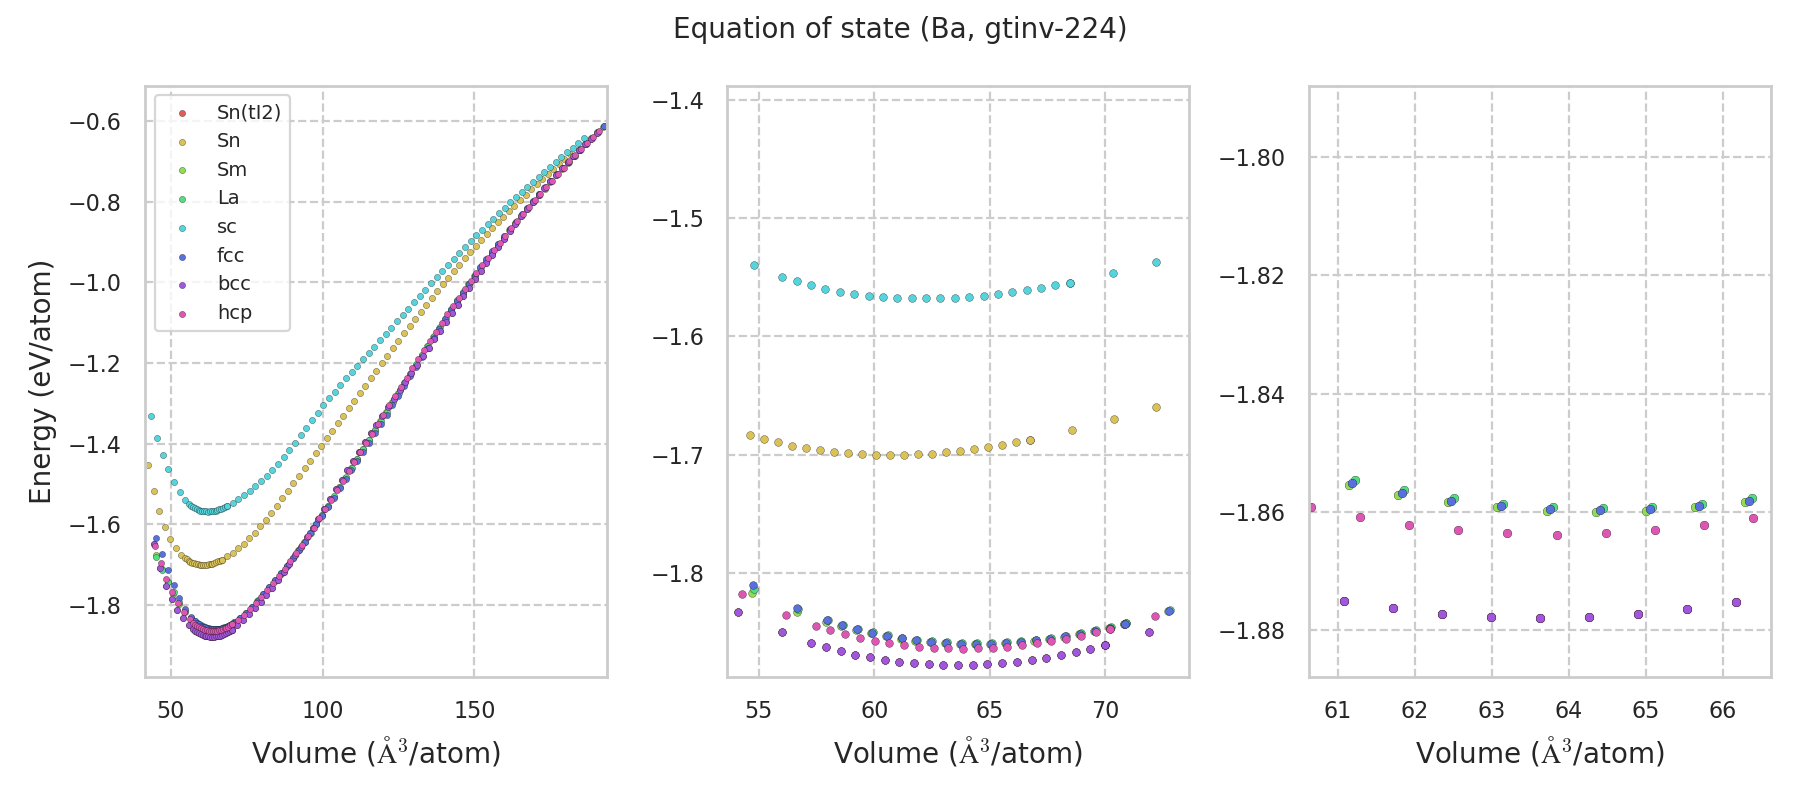 Equation of state (Ba, gtinv-224)
Sn(tI2)
Sn
Sm
La
sc
fcc
bcc
hcp
−0.6
−0.8
−1.0
−1.2
−1.4
−1.6
−1.8
50 100 150
Energy (eV/atom)
Volume (Å³/atom)
−1.4
−1.5
−1.6
−1.7
−1.8
55 60 65 70
Volume (Å³/atom)
−1.80
−1.82
−1.84
−1.86
−1.88
61 62 63 64 65 66
Volume (Å³/atom)